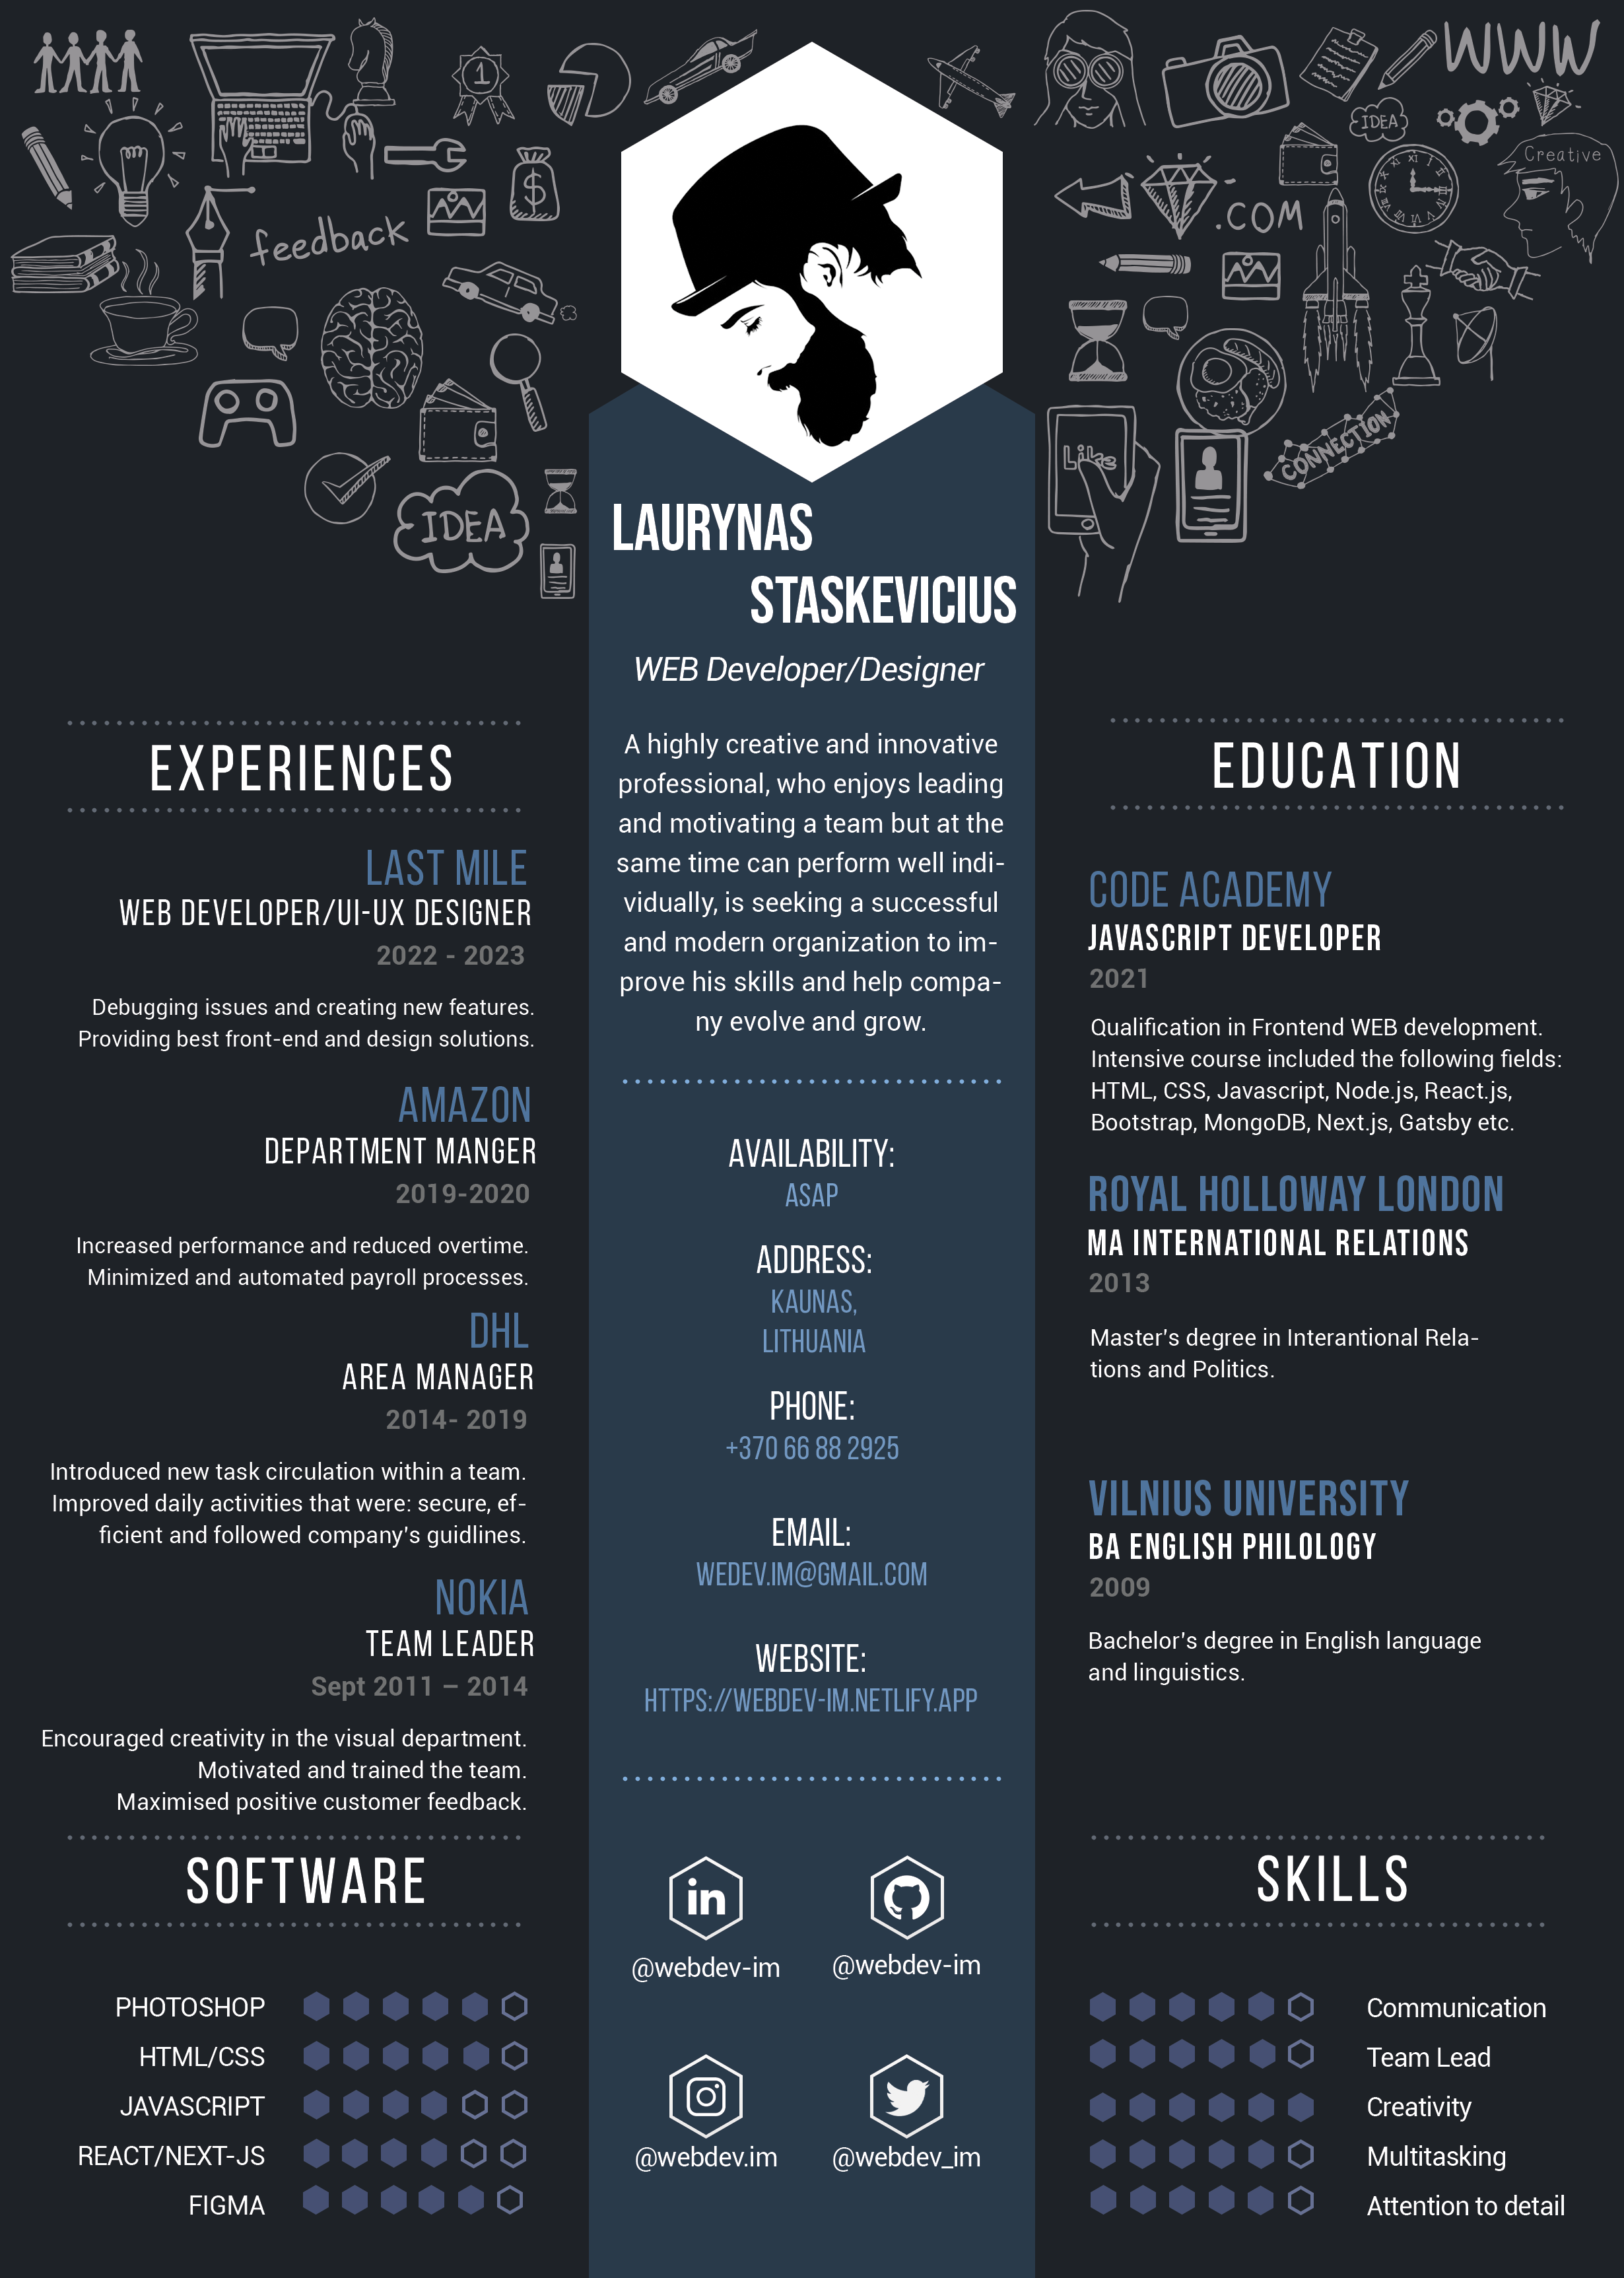 WWW
IDEA
Creative
feedback
.COM
CONNECTION
Like
IDEA
1
$
LAURYNAS
STASKEVICIUS
WEB Developer/Designer
A highly creative and innovative
professional, who enjoys leading
and motivating a team but at the
same time can perform well indi-
vidually, is seeking a successful
and modern organization to im-
prove his skills and help compa-
ny evolve and grow.
AVAILABILITY:
ASAP
ADDRESS:
KAUNAS,
LITHUANIA
PHONE:
+370 66 88 2925
EMAIL:
WEDEV.IM@GMAIL.COM
WEBSITE:
HTTPS://WEBDEV-IM.NETLIFY.APP
in
@webdev-im
@webdev-im
@webdev.im
@webdev_im
EXPERIENCES
LAST MILE
WEB DEVELOPER/UI-UX DESIGNER
2022 - 2023
Debugging issues and creating new features.
Providing best front-end and design solutions.
AMAZON
DEPARTMENT MANGER
2019-2020
Increased performance and reduced overtime.
Minimized and automated payroll processes.
DHL
AREA MANAGER
2014- 2019
Introduced new task circulation within a team.
Improved daily activities that were: secure, ef-
ficient and followed company's guidlines.
NOKIA
TEAM LEADER
Sept 2011 – 2014
Encouraged creativity in the visual department.
Motivated and trained the team.
Maximised positive customer feedback.
SOFTWARE
PHOTOSHOP
HTML/CSS
JAVASCRIPT
REACT/NEXT-JS
FIGMA
EDUCATION
CODE ACADEMY
JAVASCRIPT DEVELOPER
2021
Qualification in Frontend WEB development.
Intensive course included the following fields:
HTML, CSS, Javascript, Node.js, React.js,
Bootstrap, MongoDB, Next.js, Gatsby etc.
ROYAL HOLLOWAY LONDON
MA INTERNATIONAL RELATIONS
2013
Master's degree in Interantional Rela-
tions and Politics.
VILNIUS UNIVERSITY
BA ENGLISH PHILOLOGY
2009
Bachelor's degree in English language
and linguistics.
SKILLS
Communication
Team Lead
Creativity
Multitasking
Attention to detail